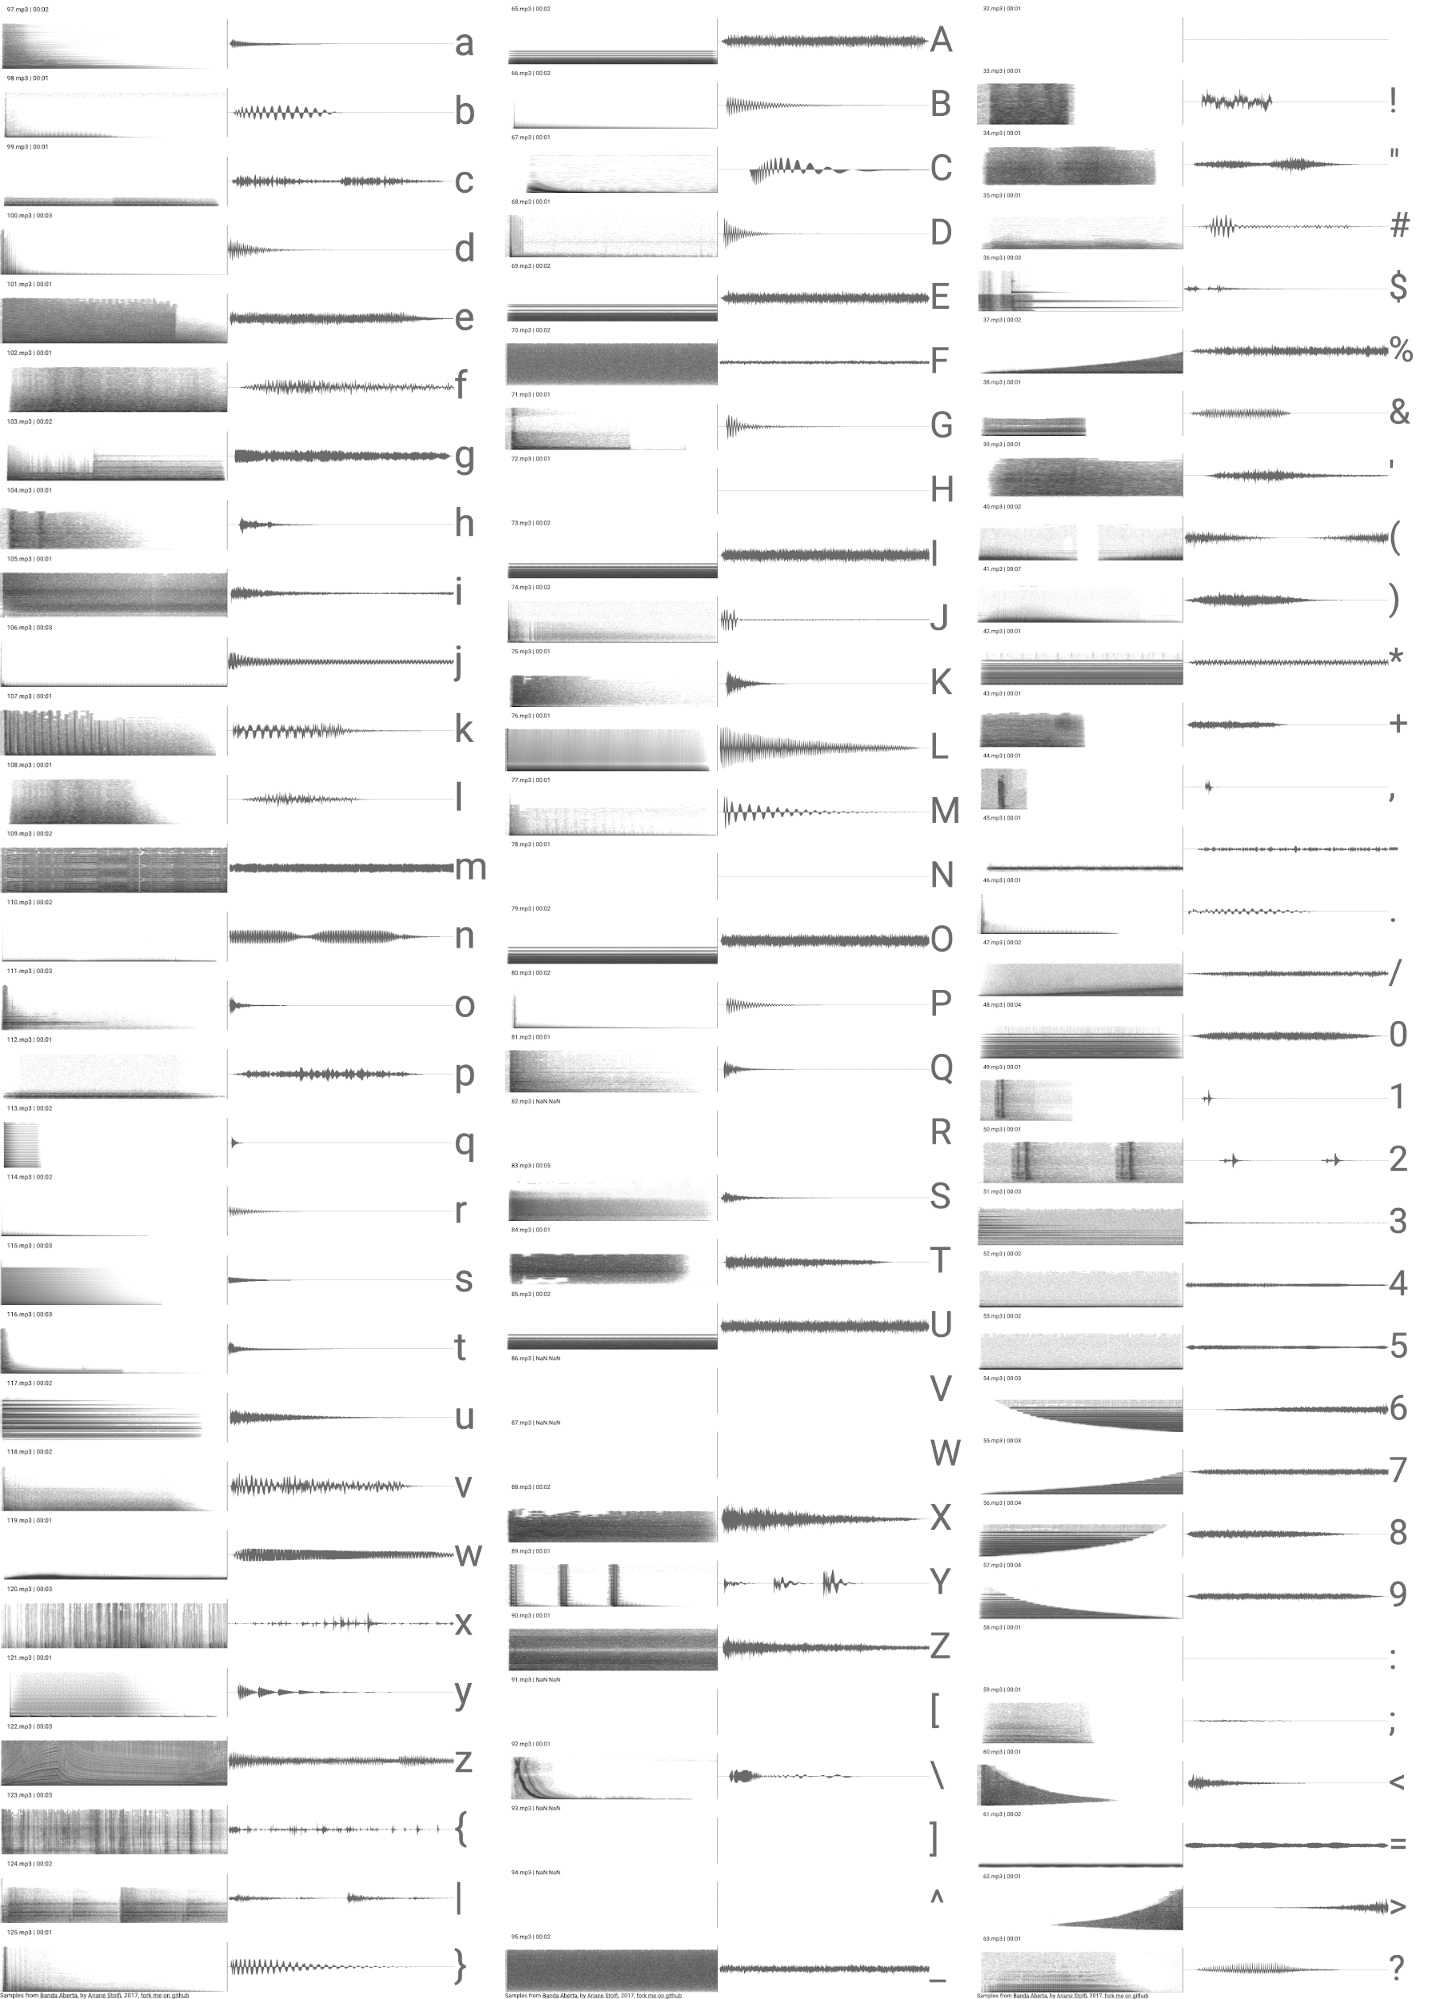 97.mp3 | 00:02
a
98.mp3 | 00:01
b
99.mp3 | 00:01
c
100.mp3 | 00:03
d
101.mp3 | 00:01
e
102.mp3 | 00:01
f
103.mp3 | 00:02
g
104.mp3 | 00:01
h
105.mp3 | 00:01
i
106.mp3 | 00:03
j
107.mp3 | 00:01
k
108.mp3 | 00:01
l
109.mp3 | 00:02
m
110.mp3 | 00:02
n
111.mp3 | 00:03
o
112.mp3 | 00:01
p
113.mp3 | 00:02
q
114.mp3 | 00:02
r
115.mp3 | 00:03
s
116.mp3 | 00:03
t
117.mp3 | 00:02
u
118.mp3 | 00:02
v
119.mp3 | 00:01
w
120.mp3 | 00:03
x
121.mp3 | 00:01
y
122.mp3 | 00:03
z
123.mp3 | 00:03
{
124.mp3 | 00:02
|
125.mp3 | 00:01
}
Samples from Banda Aberta, by Ariane Stolfi, 2017, fork me on github
65.mp3 | 00:02
A
66.mp3 | 00:02
B
67.mp3 | 00:01
C
68.mp3 | 00:01
D
69.mp3 | 00:02
E
70.mp3 | 00:02
F
71.mp3 | 00:01
G
72.mp3 | 00:01
H
73.mp3 | 00:02
I
74.mp3 | 00:02
J
75.mp3 | 00:01
K
76.mp3 | 00:01
L
77.mp3 | 00:01
M
78.mp3 | 00:01
N
79.mp3 | 00:02
O
80.mp3 | 00:02
P
81.mp3 | 00:01
Q
82.mp3 | NaN:NaN
R
83.mp3 | 00:05
S
84.mp3 | 00:01
T
85.mp3 | 00:02
U
86.mp3 | NaN:NaN
V
87.mp3 | NaN:NaN
W
88.mp3 | 00:02
X
89.mp3 | 00:01
Y
90.mp3 | 00:01
Z
91.mp3 | NaN:NaN
[
92.mp3 | 00:01
\
93.mp3 | NaN:NaN
]
94.mp3 | NaN:NaN
^
95.mp3 | 00:02
_
Samples from Banda Aberta, by Ariane Stolfi, 2017, fork me on github
32.mp3 | 00:01
33.mp3 | 00:01
!
34.mp3 | 00:01
"
35.mp3 | 00:01
#
36.mp3 | 00:03
$
37.mp3 | 00:02
%
38.mp3 | 00:01
&
39.mp3 | 00:01
'
40.mp3 | 00:02
(
41.mp3 | 00:07
)
42.mp3 | 00:01
*
43.mp3 | 00:01
+
44.mp3 | 00:01
,
45.mp3 | 00:01
-
46.mp3 | 00:01
.
47.mp3 | 00:02
/
48.mp3 | 00:04
0
49.mp3 | 00:01
1
50.mp3 | 00:01
2
51.mp3 | 00:03
3
52.mp3 | 00:02
4
53.mp3 | 00:02
5
54.mp3 | 00:03
6
55.mp3 | 00:03
7
56.mp3 | 00:04
8
57.mp3 | 00:04
9
58.mp3 | 00:01
:
59.mp3 | 00:01
;
60.mp3 | 00:01
<
61.mp3 | 00:02
=
62.mp3 | 00:01
>
63.mp3 | 00:01
?
Samples from Banda Aberta, by Ariane Stolfi, 2017, fork me on github